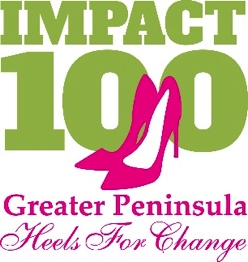 IMPACT
100
Greater Peninsula
Heels For Change